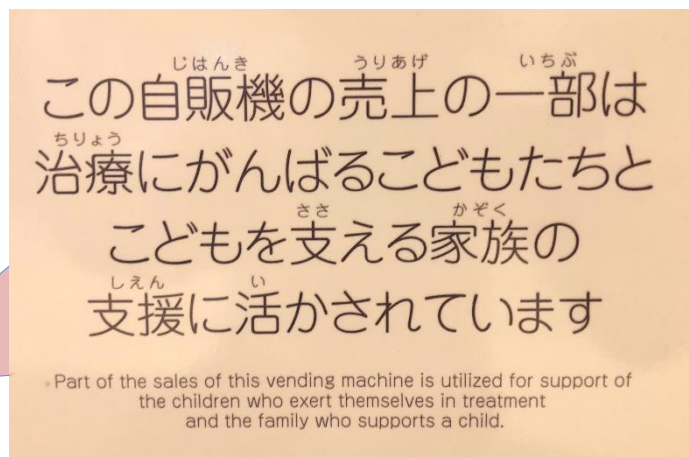 じはんき うりあげ いちぶ
この自販機の売上の一部は
ちりょう
治療にがんばるこどもたちと
ささ かぞく
こどもを支える家族の
しえん い
支援に活かされています
Part of the sales of this vending machine is utilized for support of
the children who exert themselves in treatment
and the family who supports a child.